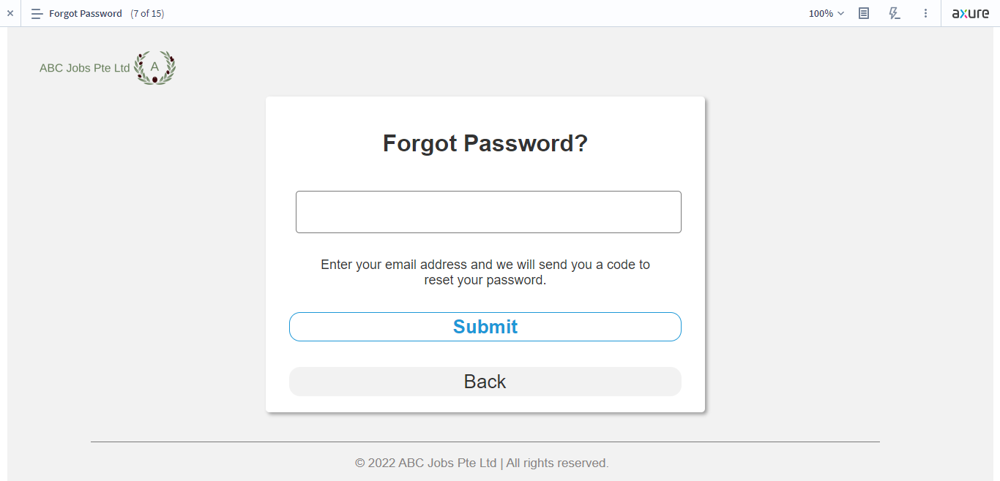 Forgot Password (7 of 15) 100% axure
ABC Jobs Pte Ltd A
Forgot Password?
Enter your email address and we will send you a code to
reset your password.
Submit
Back
© 2022 ABC Jobs Pte Ltd | All rights reserved.